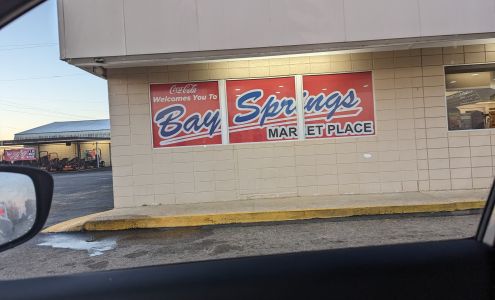 Coca-Cola
Welcomes You To
Bay Springs
MARKET PLACE